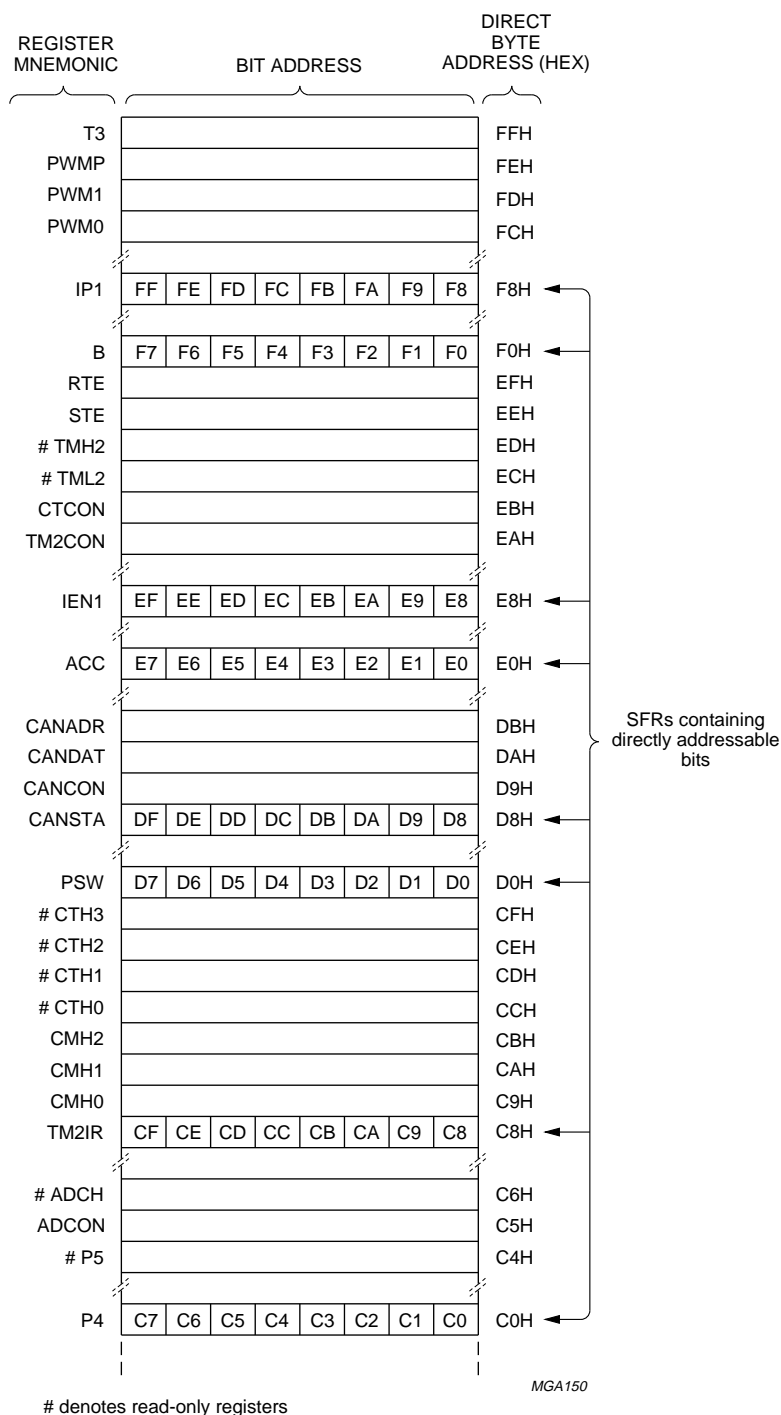 REGISTER
MNEMONIC
BIT ADDRESS
DIRECT
BYTE
ADDRESS (HEX)
T3 FFH
PWMP FEH
PWM1 FDH
PWM0 FCH
IP1 FF FE FD FC FB FA F9 F8 F8H
B F7 F6 F5 F4 F3 F2 F1 F0 F0H
RTE EFH
STE EEH
# TMH2 EDH
# TML2 ECH
CTCON EBH
TM2CON EAH
IEN1 EF EE ED EC EB EA E9 E8 E8H
ACC E7 E6 E5 E4 E3 E2 E1 E0 E0H
CANADR DBH
CANDAT DAH
CANCON D9H
CANSTA DF DE DD DC DB DA D9 D8 D8H
SFRs containing
directly addressable
bits
PSW D7 D6 D5 D4 D3 D2 D1 D0 D0H
# CTH3 CFH
# CTH2 CEH
# CTH1 CDH
# CTH0 CCH
CMH2 CBH
CMH1 CAH
CMH0 C9H
TM2IR CF CE CD CC CB CA C9 C8 C8H
# ADCH C6H
ADCON C5H
# P5 C4H
P4 C7 C6 C5 C4 C3 C2 C1 C0 C0H
MGA150
# denotes read-only registers